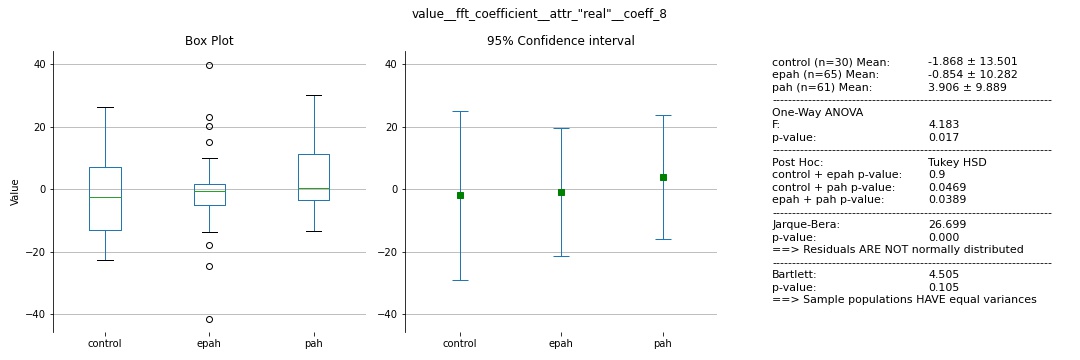 value__fft_coefficient__attr_"real"__coeff_8
Box Plot
40
20
0
−20
−40
Value
control
epah
pah
95% Confidence interval
40
20
0
−20
−40
control
epah
pah
control (n=30) Mean: -1.868 ± 13.501
epah (n=65) Mean: -0.854 ± 10.282
pah (n=61) Mean: 3.906 ± 9.889
One-Way ANOVA
F: 4.183
p-value: 0.017
Post Hoc: Tukey HSD
control + epah p-value: 0.9
control + pah p-value: 0.0469
epah + pah p-value: 0.0389
Jarque-Bera: 26.699
p-value: 0.000
==> Residuals ARE NOT normally distributed
Bartlett: 4.505
p-value: 0.105
==> Sample populations HAVE equal variances